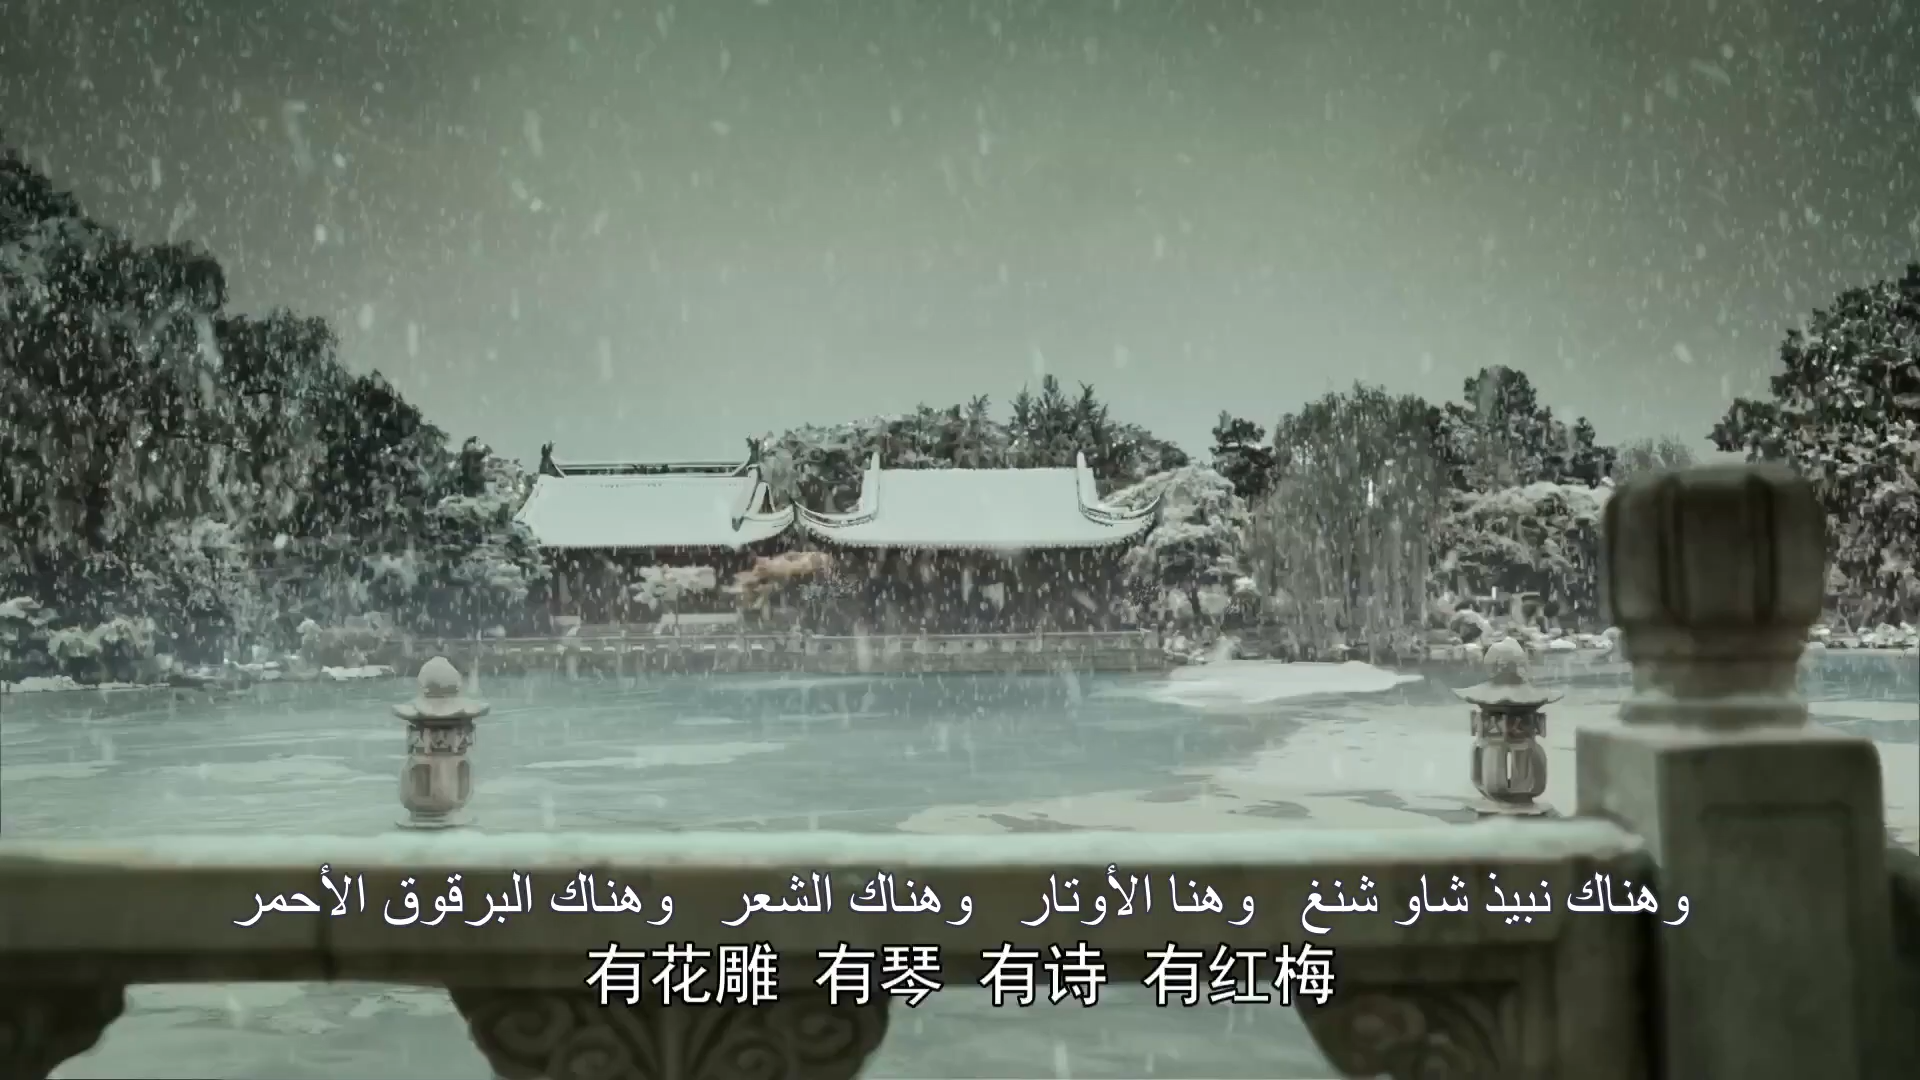 وهناك نبيذ شاو شنغ   وهنا الأوتار   وهناك الشعر   وهناك البرقوق الأحمر
有花雕 有琴 有诗 有红梅